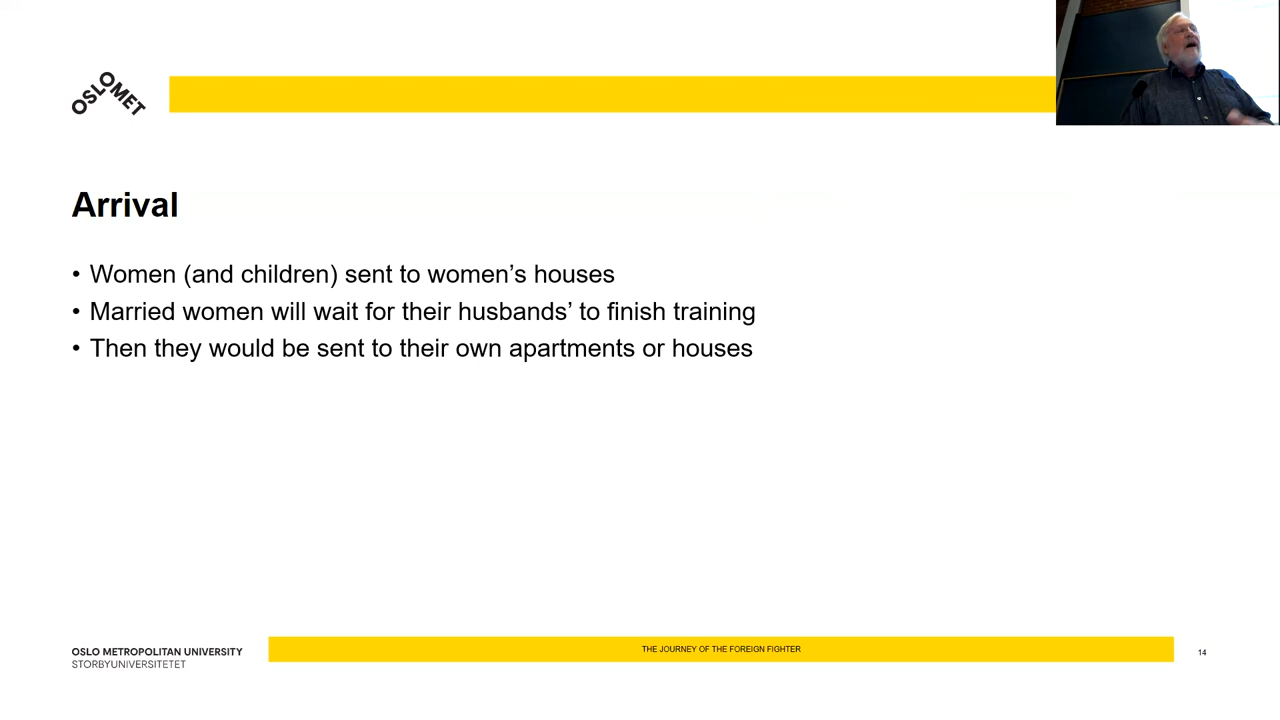 OSLOMET
Arrival
• Women (and children) sent to women’s houses
• Married women will wait for their husbands’ to finish training
• Then they would be sent to their own apartments or houses
OSLO METROPOLITAN UNIVERSITY
STORBYUNIVERSITETET
THE JOURNEY OF THE FOREIGN FIGHTER
14